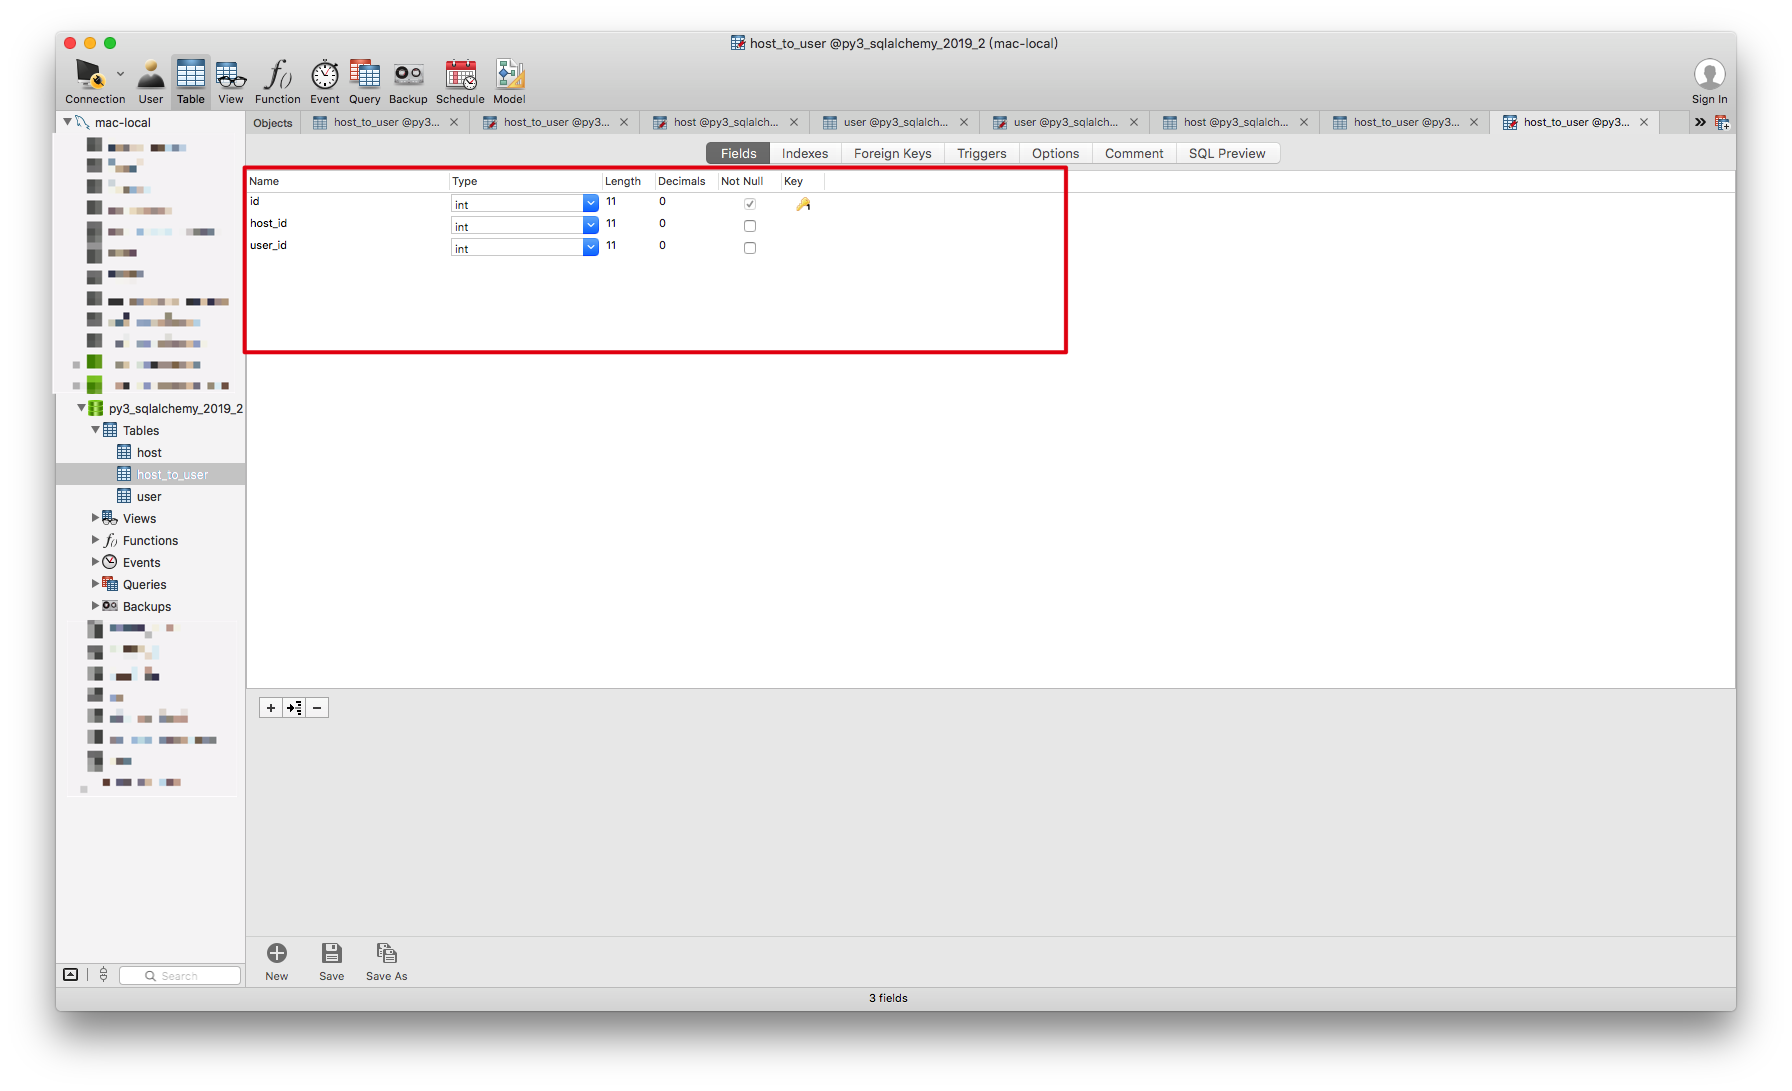 host_to_user @py3_sqlalchemy_2019_2 (mac-local)
Connection User Table View Function Event Query Backup Schedule Model Sign In
mac-local
Objects host_to_user @py3... host_to_user @py3... host @py3_sqlalch... user @py3_sqlalch... user @py3_sqlalch... host @py3_sqlalch... host_to_user @py3... host_to_user @py3...
Fields Indexes Foreign Keys Triggers Options Comment SQL Preview
Name Type Length Decimals Not Null Key
id int 11 0 1
host_id int 11 0
user_id int 11 0
py3_sqlalchemy_2019_2
Tables
host
host_to_user
user
Views
Functions
Events
Queries
Backups
New Save Save As
Search
3 fields